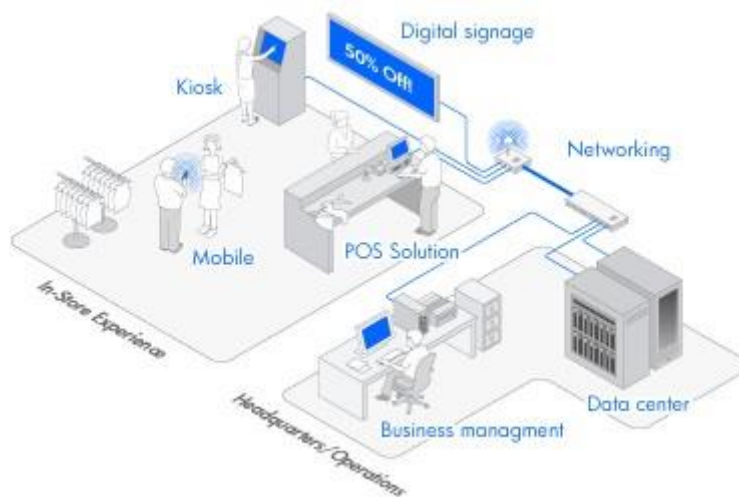 Digital signage
50% Off!
Kiosk
Networking
Mobile
POS Solution
In-Store Experience
Data center
Business managment
Headquarters/Operations